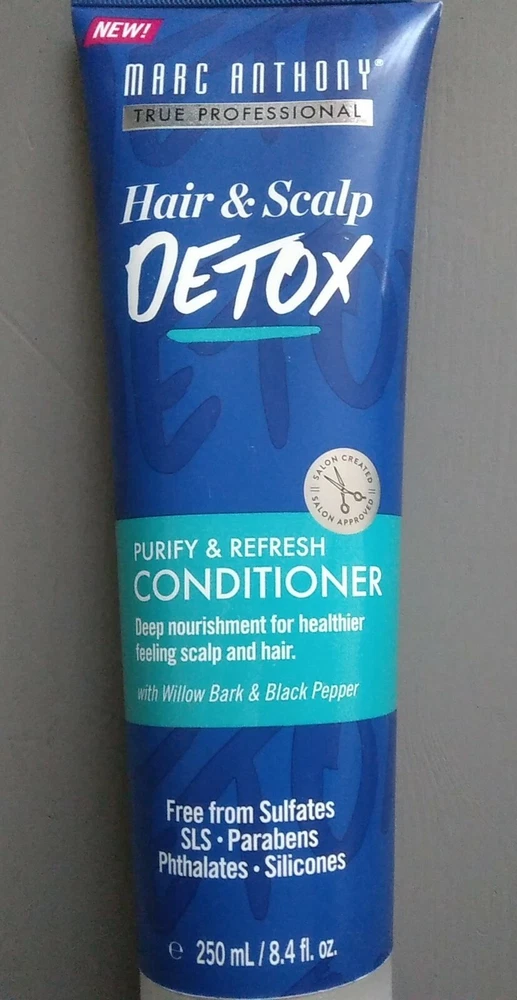 NEW!
MARC ANTHONY®
TRUE PROFESSIONAL
Hair & Scalp
DETOX
SALON CREATED
SALON APPROVED
PURIFY & REFRESH
CONDITIONER
Deep nourishment for healthier
feeling scalp and hair.
with Willow Bark & Black Pepper
Free from Sulfates
SLS • Parabens
Phthalates • Silicones
℮ 250 mL / 8.4 fl. oz.